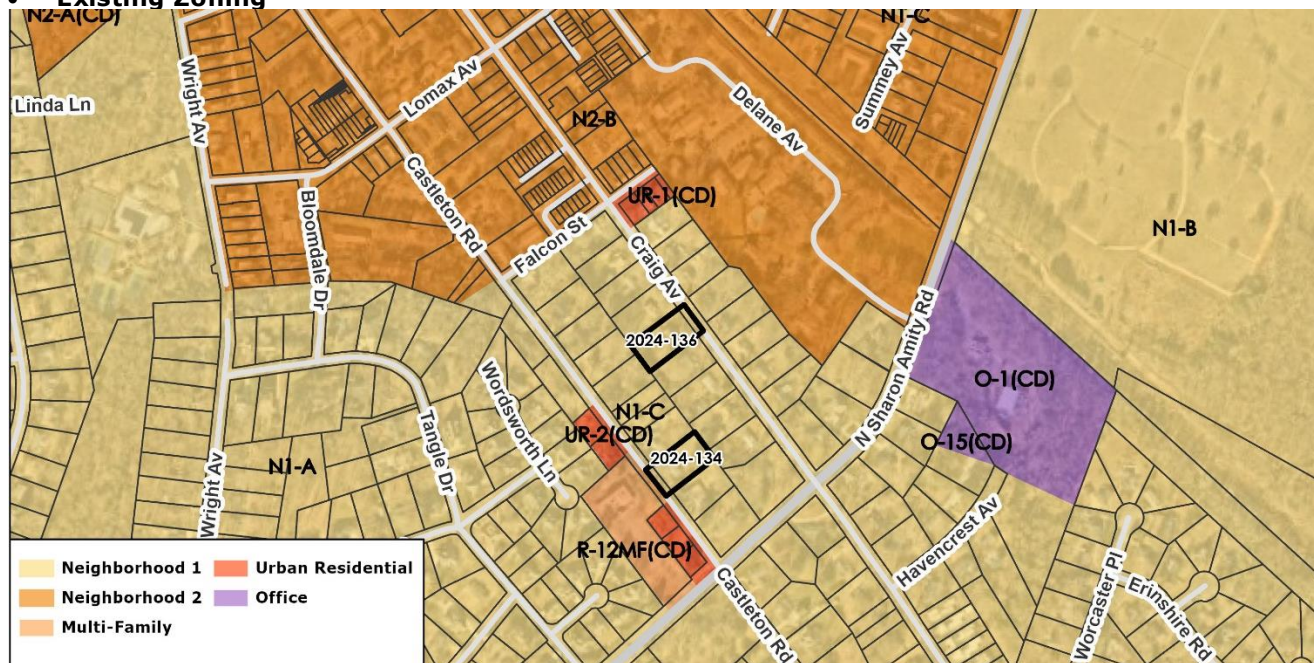 • Existing Zoning
N2-A(CD)
N1-C
Linda Ln
Wright Av
Lomax Av
Summey Av
Delane Av
N2-B
Castleton Rd
Bloomdale Dr
UR-1(CD)
Falcon St
Craig Av
N1-B
N Sharon Amity Rd
2024-136
O-1(CD)
Wordsworth Ln
N1-C
UR-2(CD)
O-15(CD)
2024-134
Tangle Dr
N1-A
Wright Av
R-12MF(CD)
Havencrest Av
Castleton Rd
Worcaster Pl
Erinshire Rd
Neighborhood 1
Urban Residential
Neighborhood 2
Office
Multi-Family